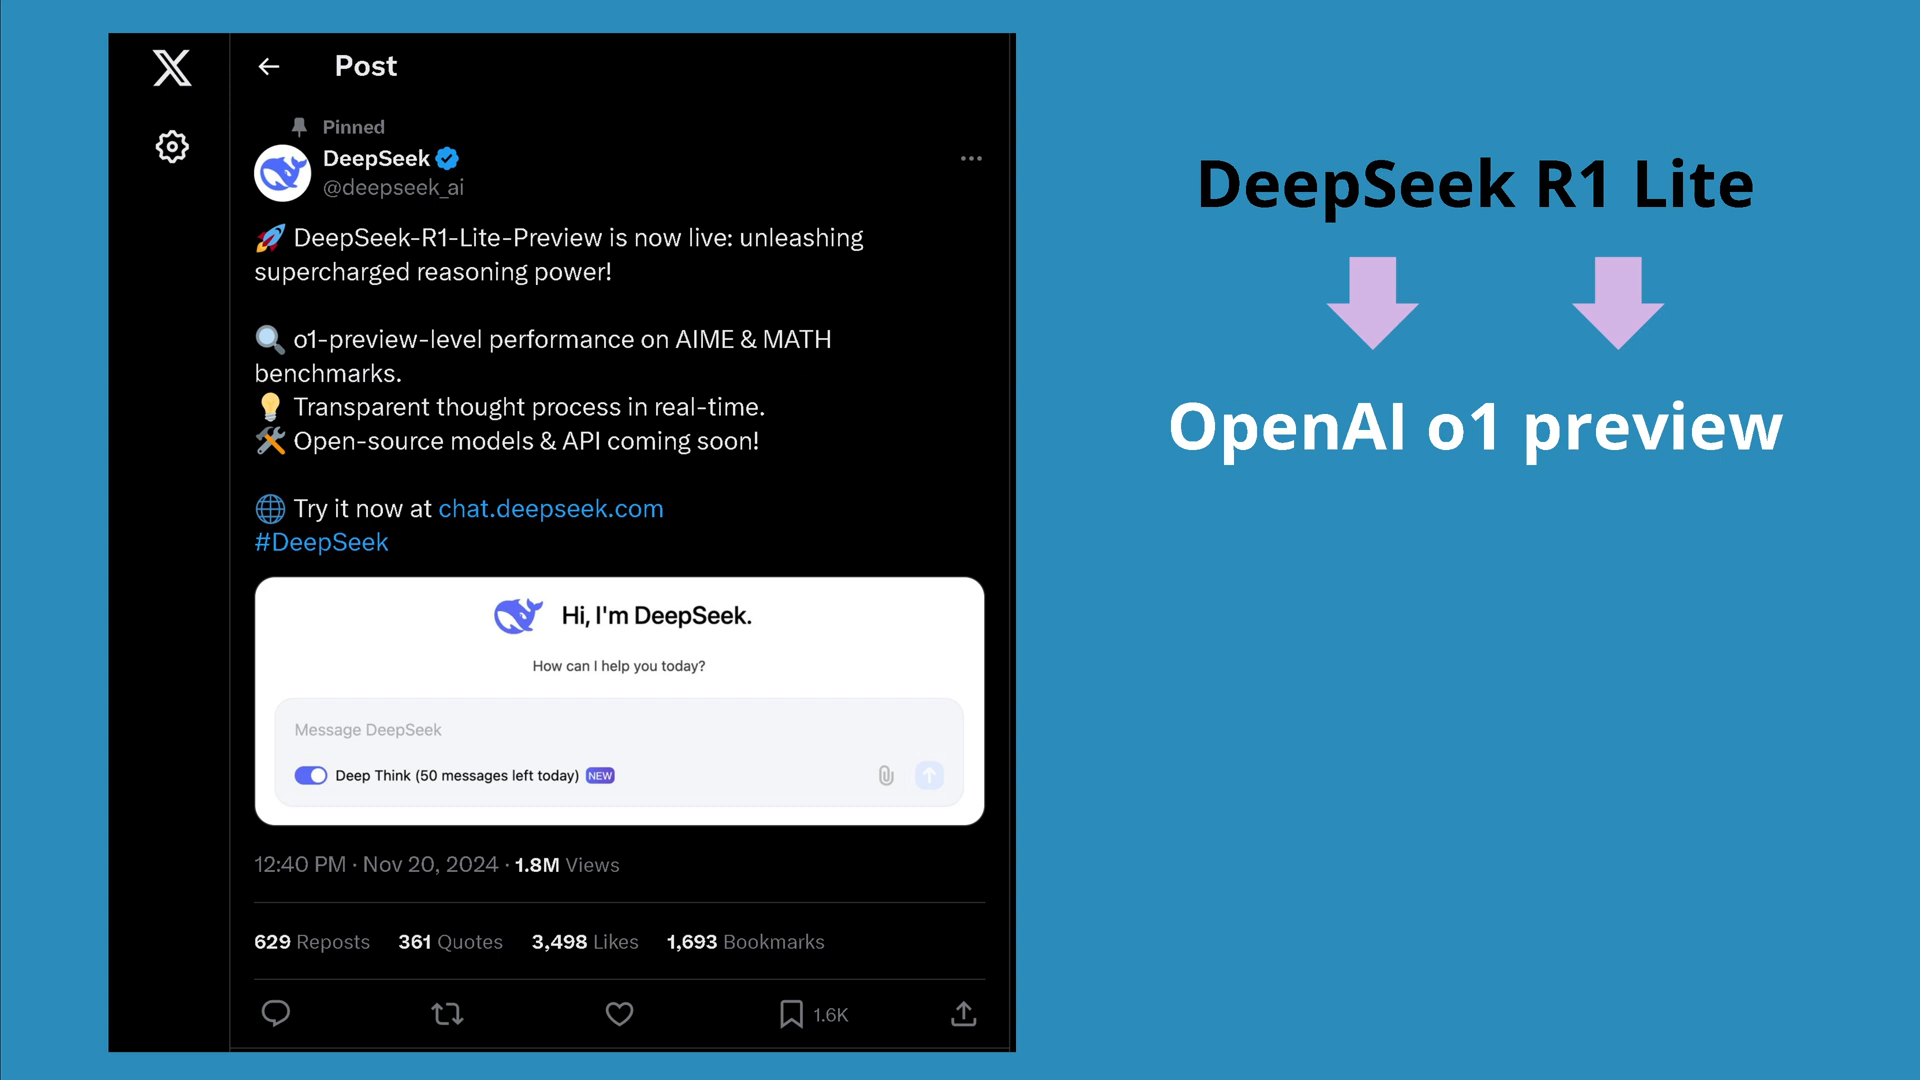 Post
Pinned
DeepSeek
@deepseek_ai
🚀 DeepSeek-R1-Lite-Preview is now live: unleashing
supercharged reasoning power!
🔍 o1-preview-level performance on AIME & MATH
benchmarks.
💡 Transparent thought process in real-time.
🛠️ Open-source models & API coming soon!
🌐 Try it now at chat.deepseek.com
#DeepSeek
Hi, I'm DeepSeek.
How can I help you today?
Message DeepSeek
Deep Think (50 messages left today) NEW
12:40 PM · Nov 20, 2024 · 1.8M Views
629 Reposts 361 Quotes 3,498 Likes 1,693 Bookmarks
1.6K
DeepSeek R1 Lite
OpenAI o1 preview